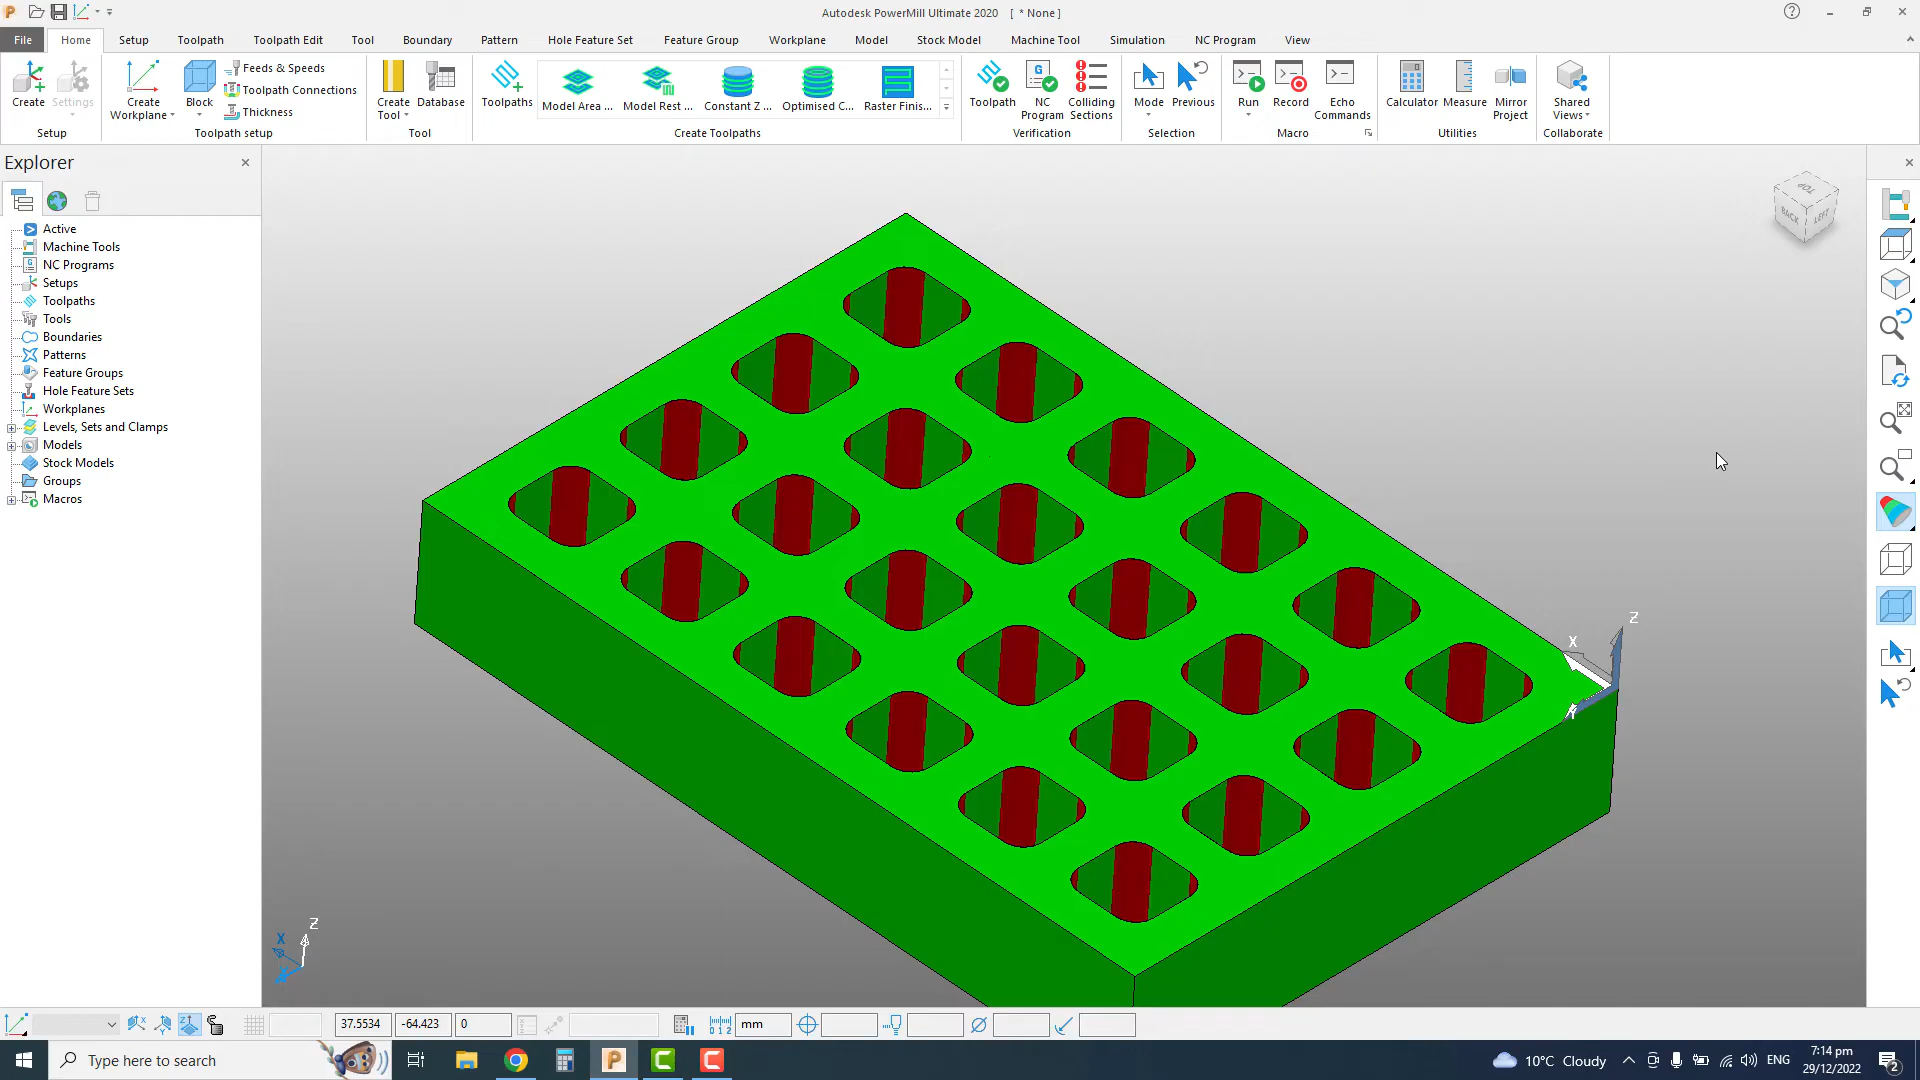 Autodesk PowerMill Ultimate 2020 [ * None ]
File Home Setup Toolpath Toolpath Edit Tool Boundary Pattern Hole Feature Set Feature Group Workplane Model Stock Model Machine Tool Simulation NC Program View
Create
Settings
Setup
Create
Workplane
Block
Feeds & Speeds
Toolpath Connections
Thickness
Toolpath setup
Create
Tool
Database
Tool
Toolpaths
Model Area ...
Model Rest ...
Constant Z ...
Optimised C...
Raster Finis...
Create Toolpaths
Toolpath
NC
Program
Colliding
Sections
Verification
Mode
Previous
Selection
Run
Record
Echo
Commands
Macro
Calculator
Measure
Mirror
Project
Utilities
Shared
Views
Collaborate
Explorer
Active
Machine Tools
NC Programs
Setups
Toolpaths
Tools
Boundaries
Patterns
Feature Groups
Hole Feature Sets
Workplanes
Levels, Sets and Clamps
Models
Stock Models
Groups
Macros
TOP
BACK
LEFT
Z
X
Y
Z
X
37.5534 -64.423 0 mm
Type here to search
10°C Cloudy
ENG
7:14 pm
29/12/2022
2